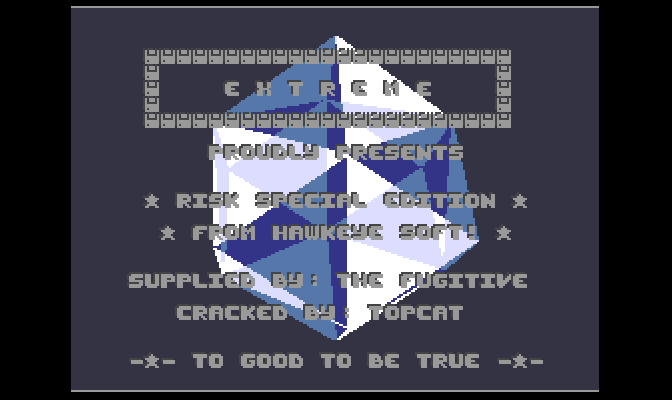 E X T R E M E
PROUDLY PRESENTS
★ RISK SPECIAL EDITION ★
★ FROM HAWKEYE SOFT! ★
SUPPLIED BY: THE FUGITIVE
CRACKED BY: TOPCAT
-★- TO GOOD TO BE TRUE -★-